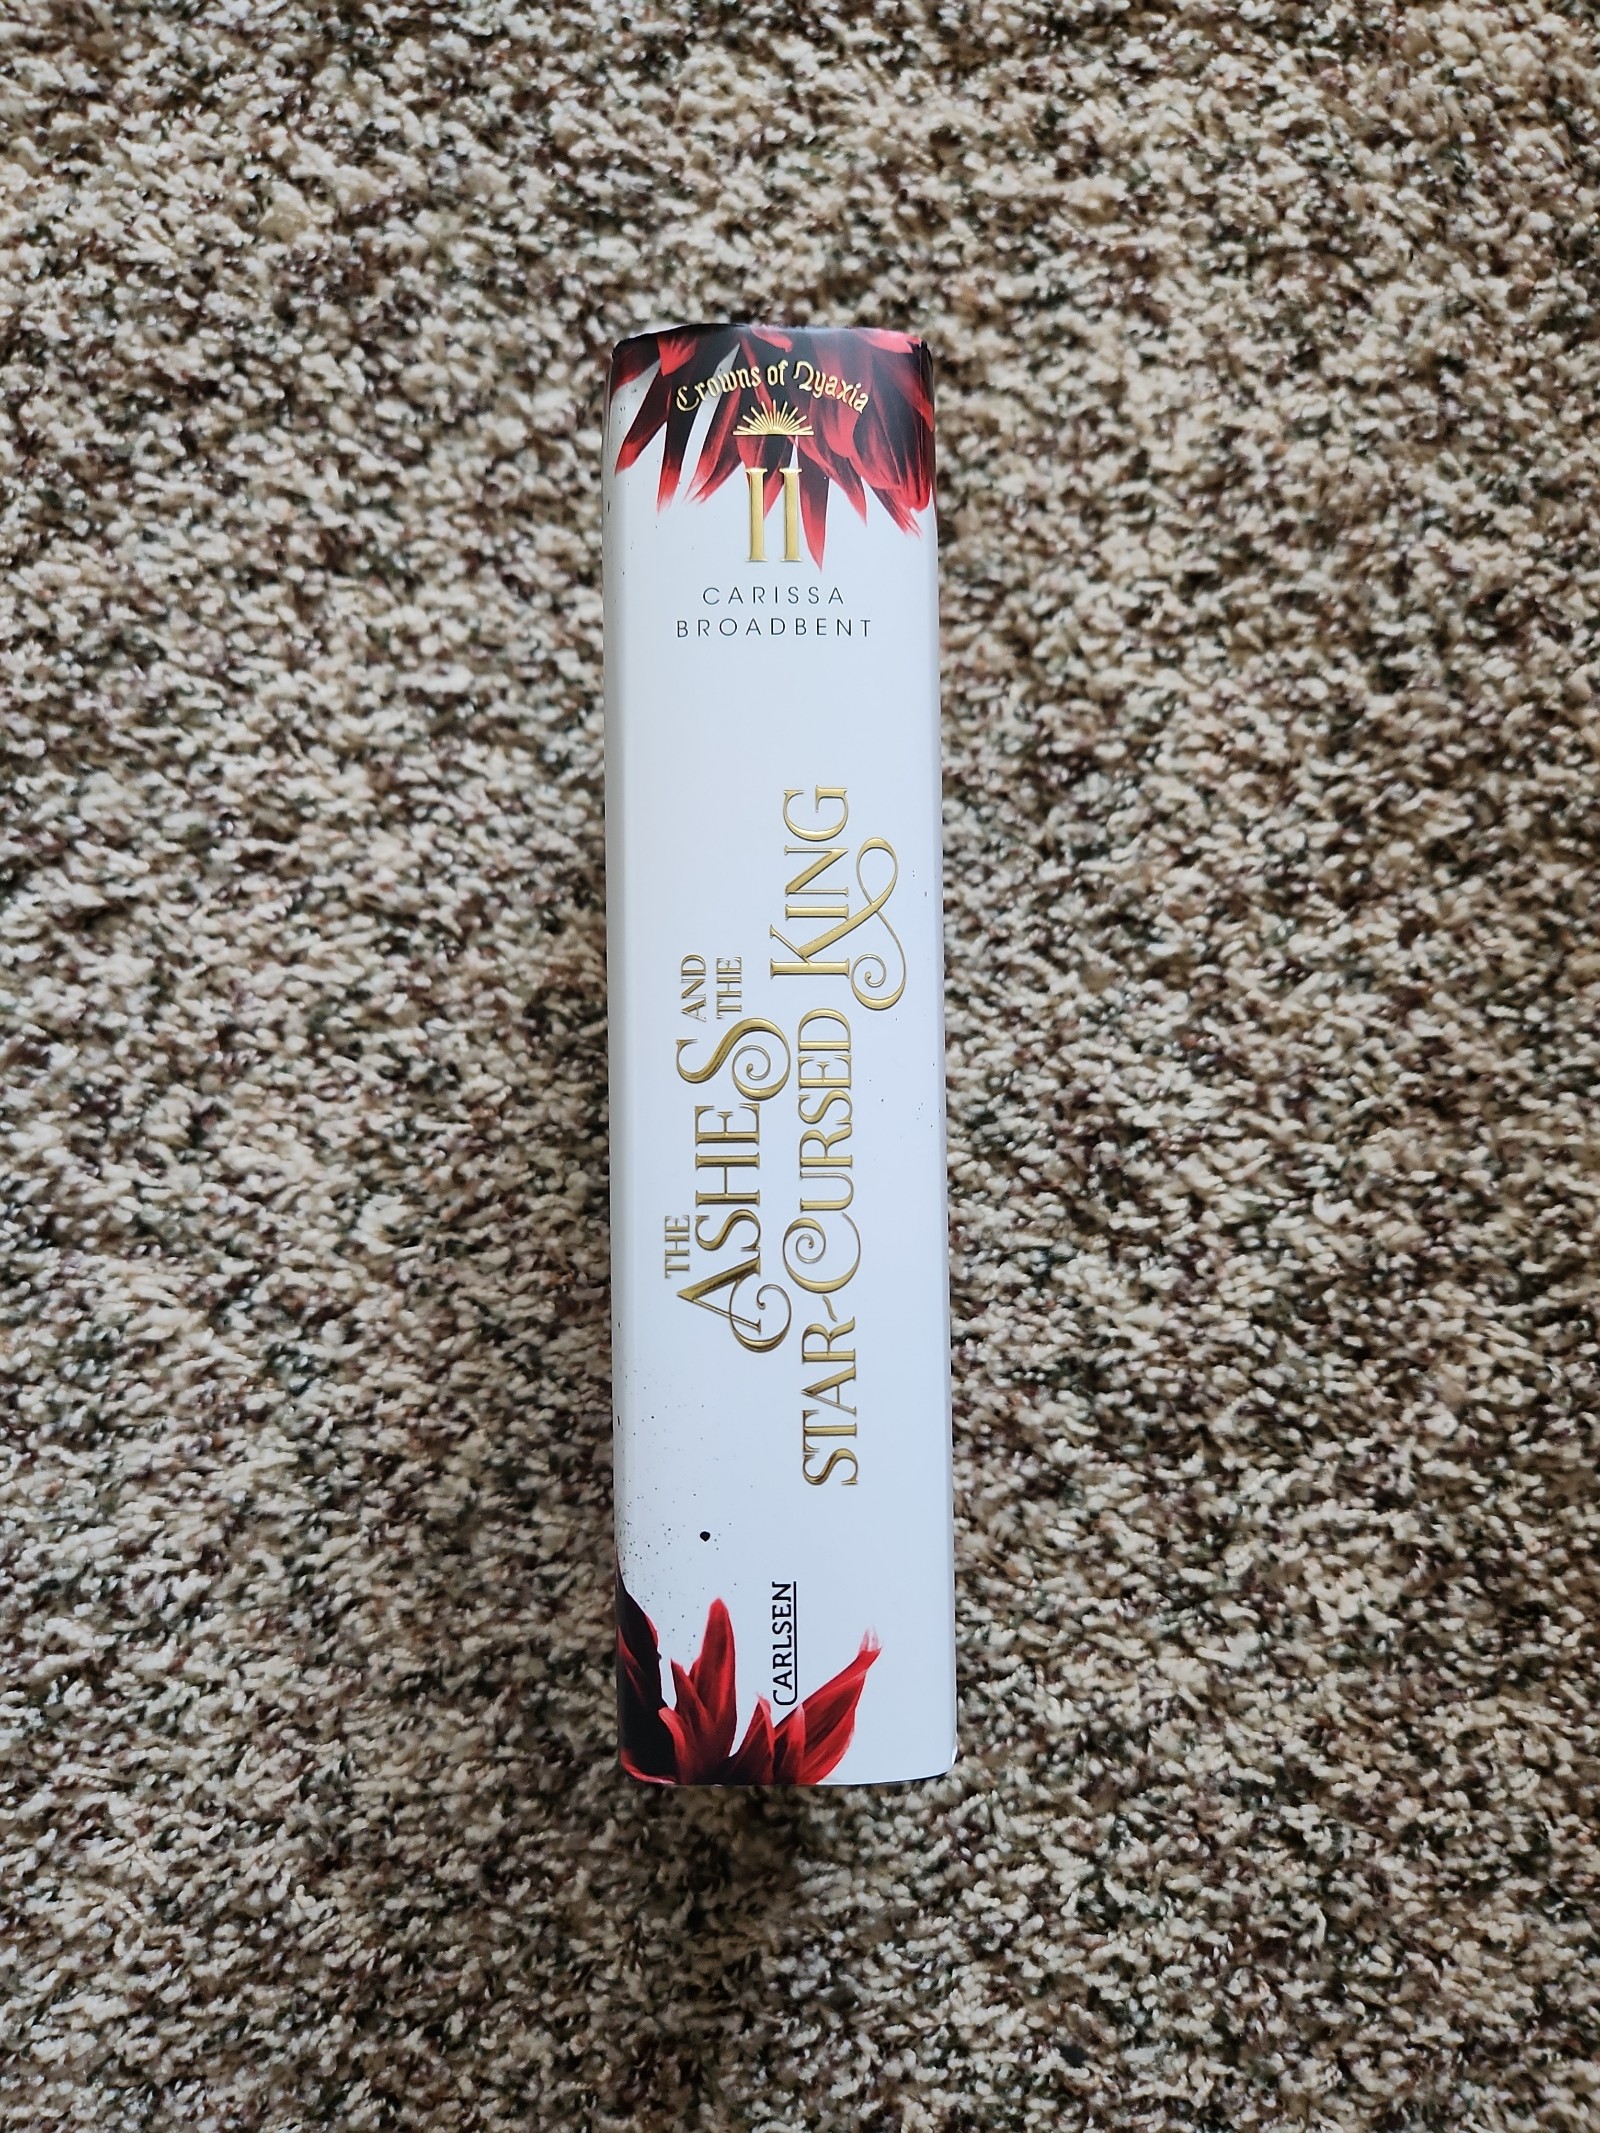 Crowns of Nyaxia
II
CARISSA
BROADBENT
THE
ASHES AND
THE
STAR-CURSED KING
CARLSEN